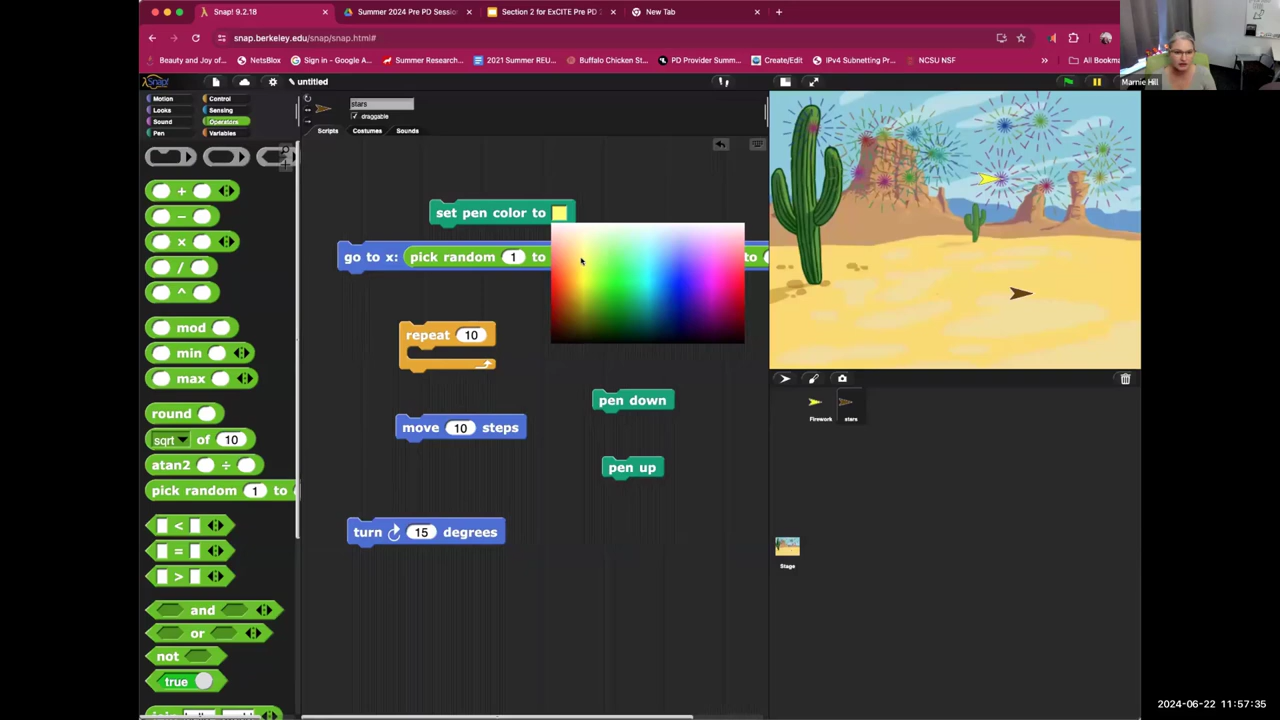 Snap! 9.2.18
Summer 2024 Pre PD Sessi
Section 2 for ExCITE Pre PD
New Tab
snap.berkeley.edu/snap/snap.html#
Beauty and Joy of…
NetsBlox
Sign in - Google A…
Summer Research…
2021 Summer REU…
Buffalo Chicken St…
PD Provider Summ…
Create/Edit
IPv4 Subnetting Pr…
NCSU NSF
All Bookma
Marnie Hill
untitled
Motion
Control
Looks
Sensing
Sound
Operators
Pen
Variables
stars
draggable
Scripts
Costumes
Sounds
+
−
×
/
^
mod
min
max
round
sqrt of 10
atan2 ÷
pick random 1 to
<
=
>
and
or
not
true
set pen color to
go to x: pick random 1 to
to
repeat 10
move 10 steps
turn 15 degrees
pen down
pen up
Firework
stars
Stage
2024-06-22 11:57:35